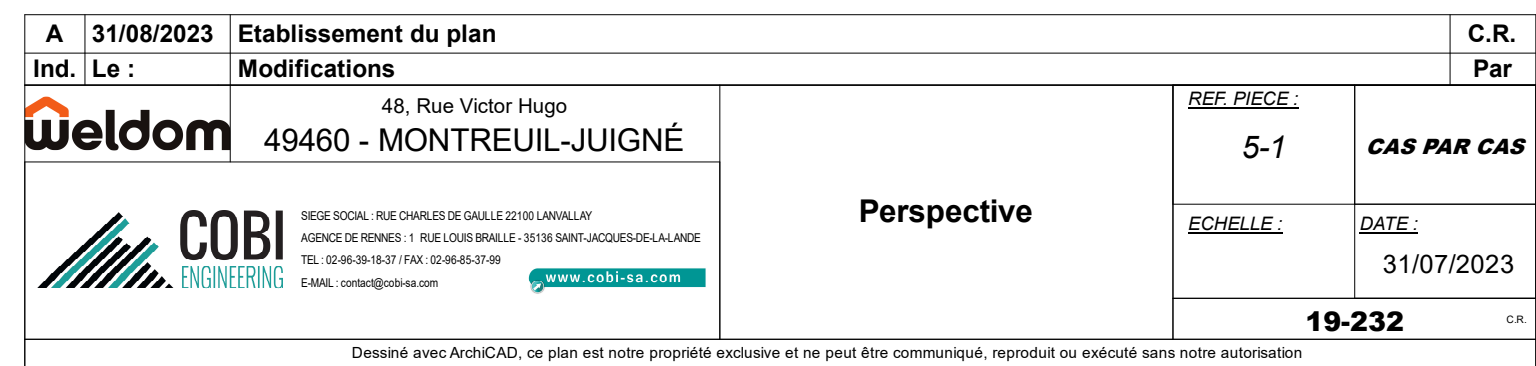 A 31/08/2023 Etablissement du plan C.R.
Ind. Le : Modifications Par
weldom
48, Rue Victor Hugo
49460 - MONTREUIL-JUIGNÉ
COBI
ENGINEERING
SIEGE SOCIAL : RUE CHARLES DE GAULLE 22100 LANVALLAY
AGENCE DE RENNES : 1 RUE LOUIS BRAILLE - 35136 SAINT-JACQUES-DE-LA-LANDE
TEL : 02-96-39-18-37 / FAX : 02-96-85-37-99
E-MAIL : contact@cobi-sa.com
www.cobi-sa.com
Perspective
REF. PIECE :
5-1
CAS PAR CAS
ECHELLE :
DATE :
31/07/2023
19-232
C.R.
Dessiné avec ArchiCAD, ce plan est notre propriété exclusive et ne peut être communiqué, reproduit ou exécuté sans notre autorisation